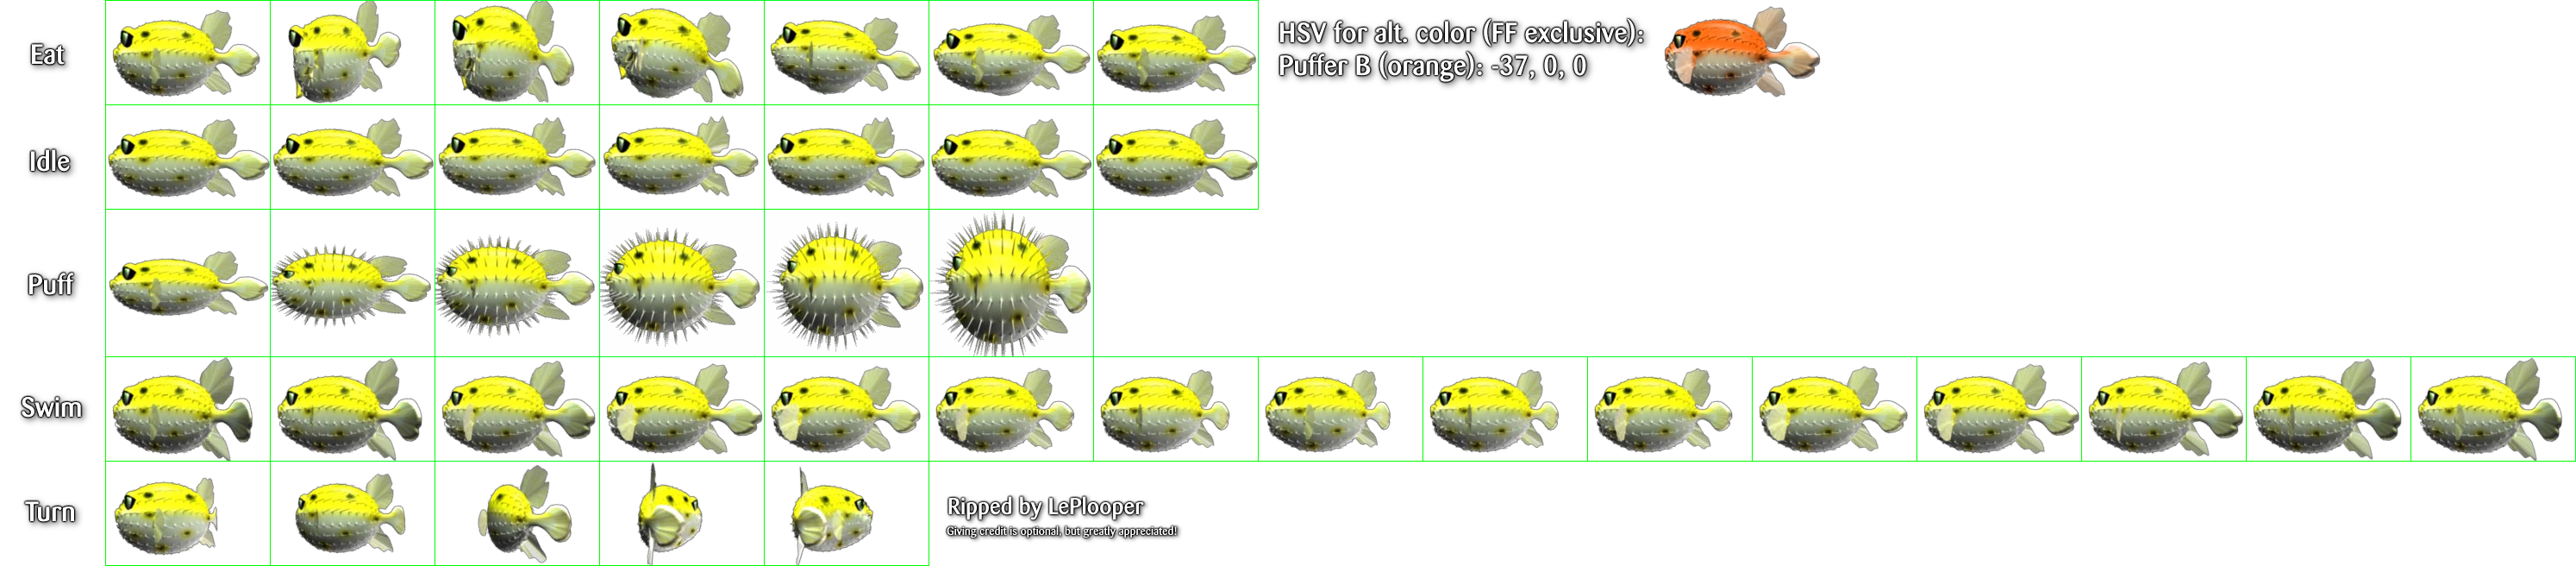 Eat
HSV for alt. color (FF exclusive):
Puffer B (orange): -37, 0, 0
Idle
Puff
Swim
Turn
Ripped by LePlooper
Giving credit is optional, but greatly appreciated!